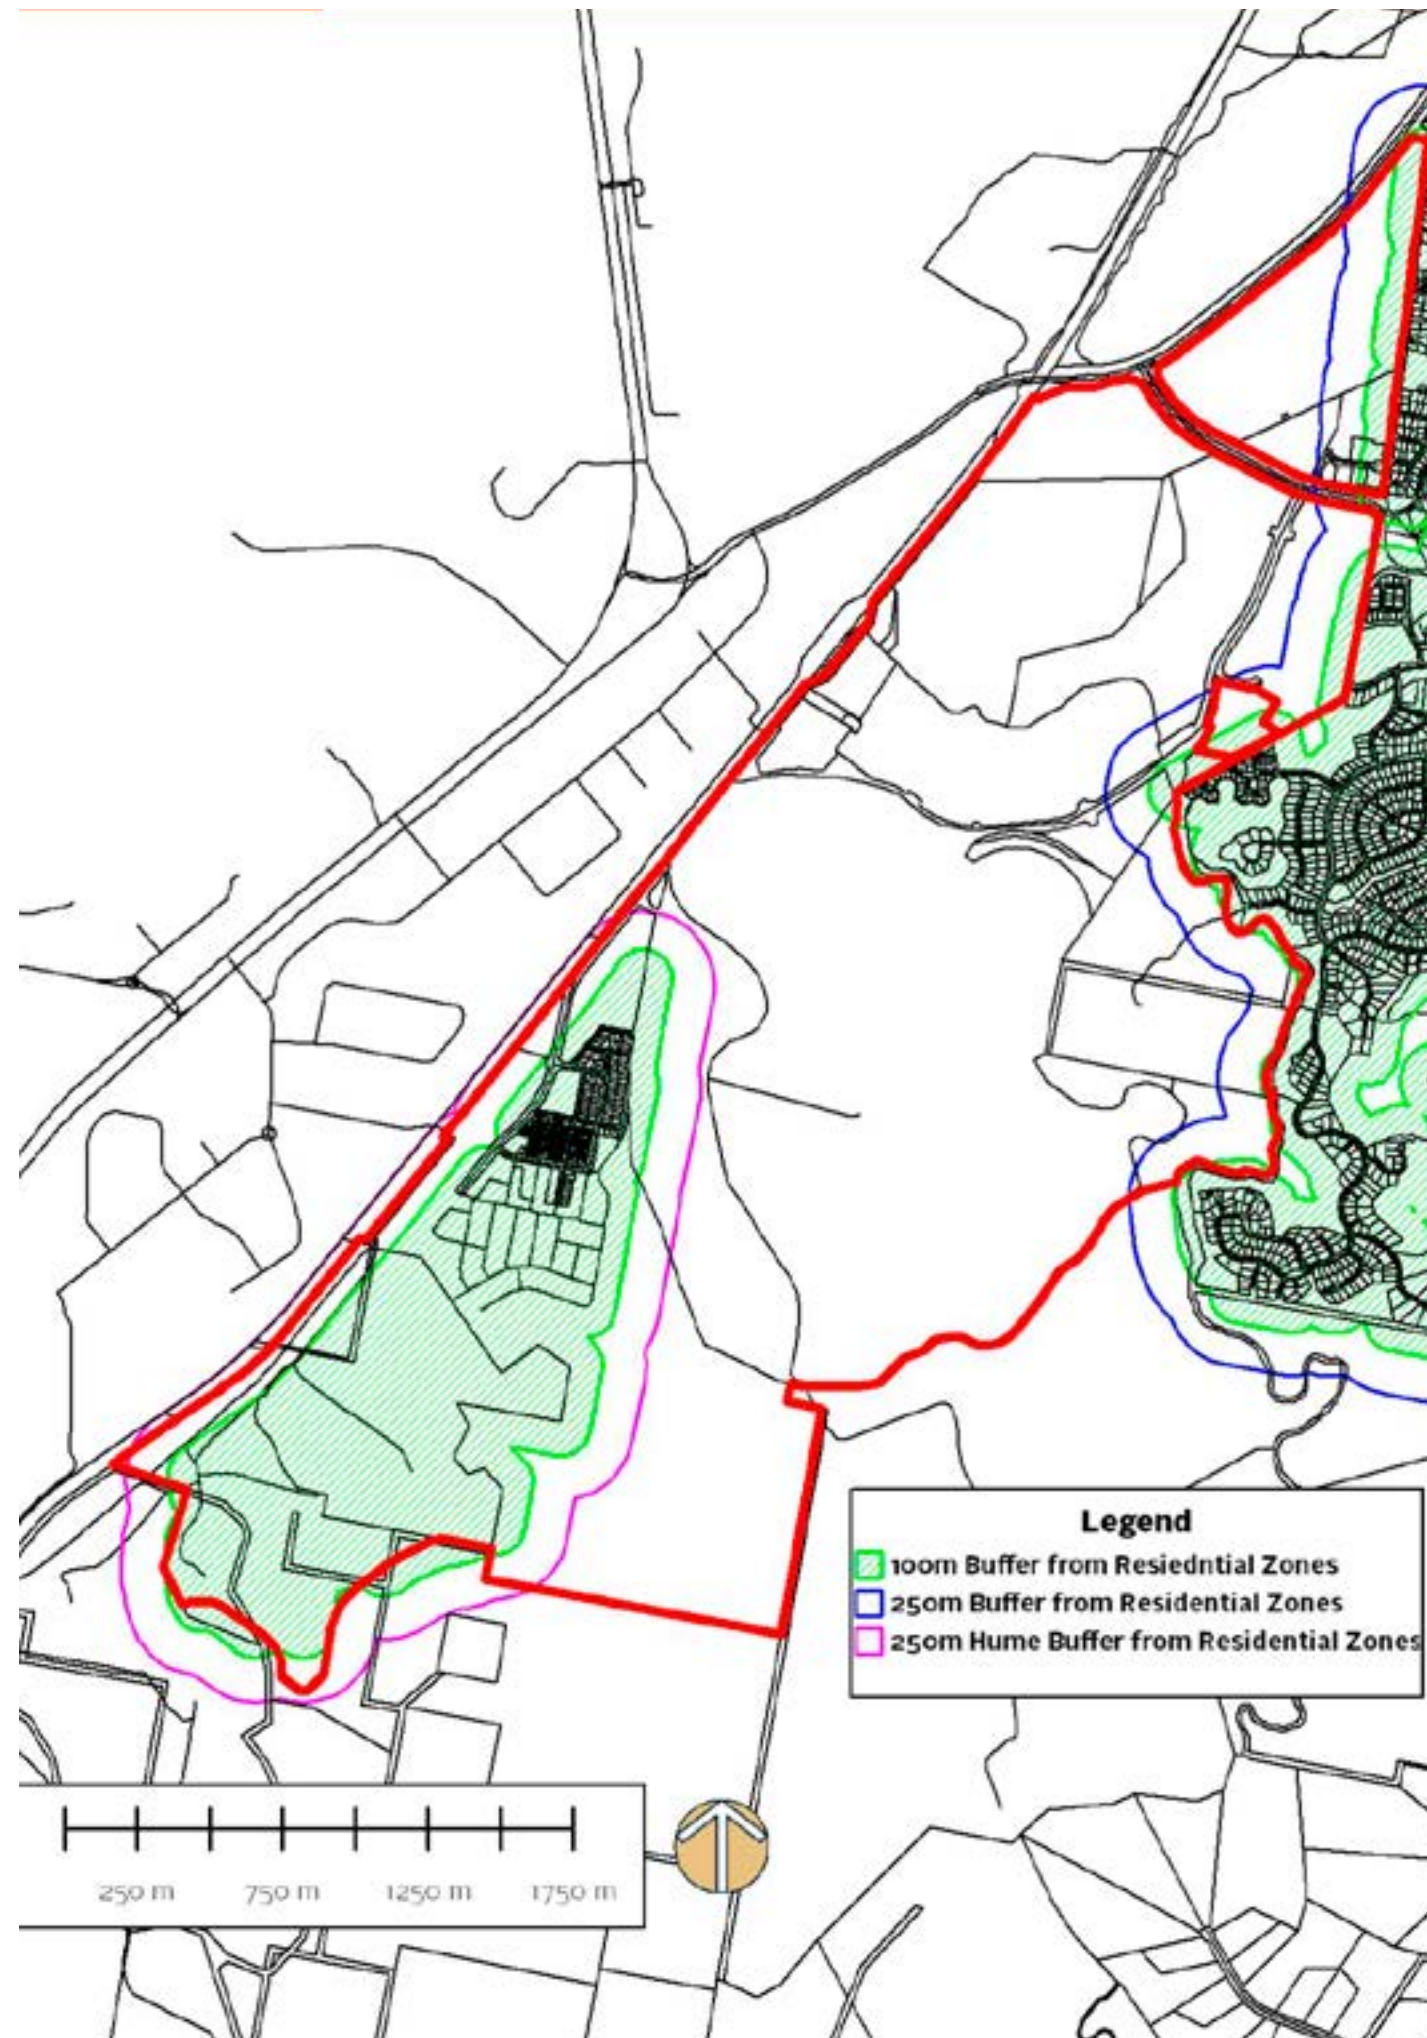 Legend
100m Buffer from Resiedntial Zones
250m Buffer from Residential Zones
250m Hume Buffer from Residential Zones
250 m 750 m 1250 m 1750 m